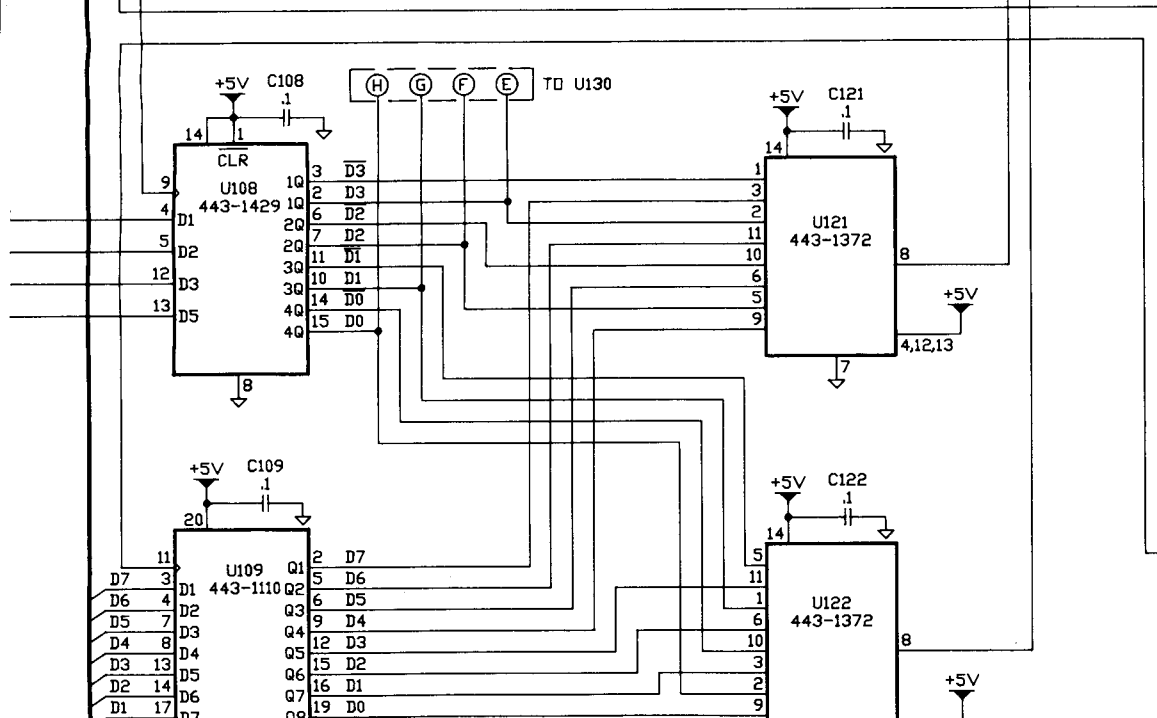 H G F E TO U130
+5V C108
.1
14 1
CLR
U108
443-1429
9
4 D1
5 D2
12 D3
13 D5
1Q 3 D3
1Q 2 D3
2Q 6 D2
2Q 7 D2
3Q 11 D1
3Q 10 D1
4Q 14 D0
4Q 15 D0
8
+5V C121
.1
14
1
3
2
11
10
6
5
9
U121
443-1372
8
+5V
4,12,13
7
+5V C109
.1
20
U109
443-1110
11
D7 3 D1
D6 4 D2
D5 7 D3
D4 8 D4
D3 13 D5
D2 14 D6
D1 17 D7
Q1 2 D7
Q2 5 D6
Q3 6 D5
Q4 9 D4
Q5 12 D3
Q6 15 D2
Q7 16 D1
Q8 19 D0
+5V C122
.1
14
5
11
1
6
10
3
2
9
U122
443-1372
8
+5V